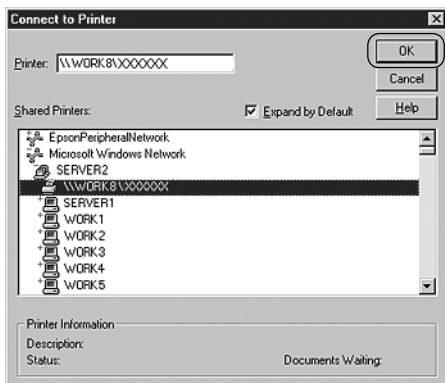 Connect to Printer
Printer: \\WORK8\XXXXXX
OK
Cancel
Shared Printers:
Expand by Default
Help
EpsonPeripheralNetwork
Microsoft Windows Network
SERVER2
\\WORK8\XXXXXX
SERVER1
WORK1
WORK2
WORK3
WORK4
WORK5
Printer Information
Description:
Status:
Documents Waiting: